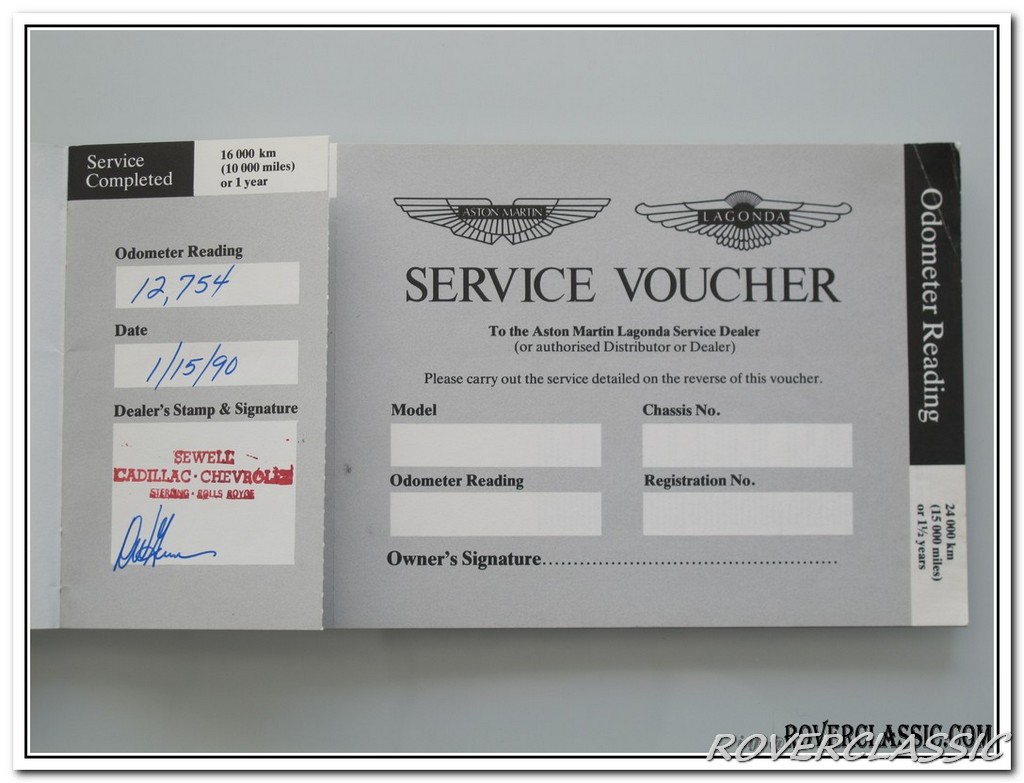 Service
Completed
16 000 km
(10 000 miles)
or 1 year
Odometer Reading
12,754
Date
1/15/90
Dealer's Stamp & Signature
SEWELL
CADILLAC · CHEVROLET
STERLING · ROLLS ROYCE
ASTON MARTIN
LAGONDA
SERVICE VOUCHER
To the Aston Martin Lagonda Service Dealer
(or authorised Distributor or Dealer)
Please carry out the service detailed on the reverse of this voucher.
Model
Chassis No.
Odometer Reading
Registration No.
Owner's Signature................................................
Odometer Reading
24 000 km
(15 000 miles)
or 1½ years
ROVERCLASSIC.COM
ROVERCLASSIC